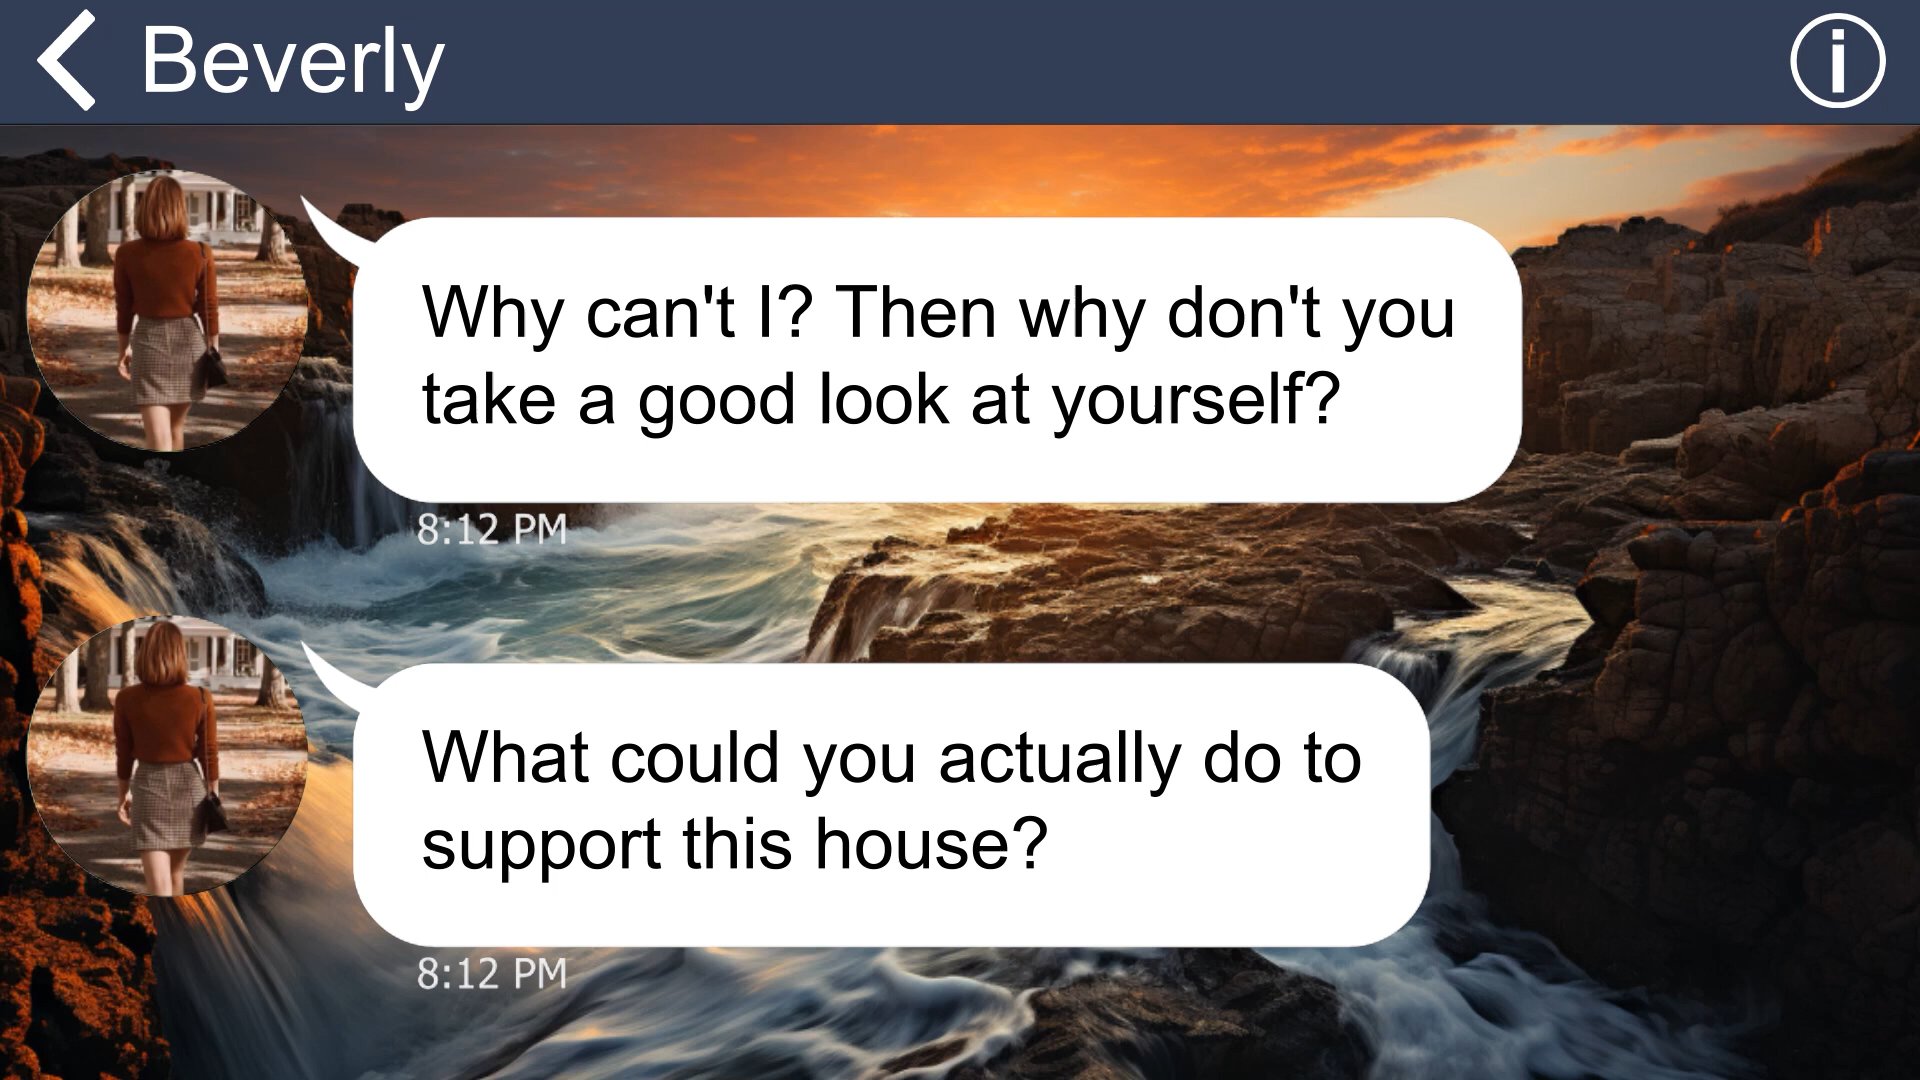 Beverly
Why can't I? Then why don't you
take a good look at yourself?
8:12 PM
What could you actually do to
support this house?
8:12 PM